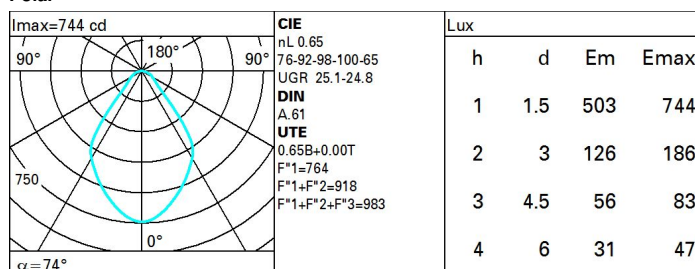 Imax=744 cd
90° 180° 90°
750
0°
α=74°
CIE
nL 0.65
76-92-98-100-65
UGR 25.1-24.8
DIN
A.61
UTE
0.65B+0.00T
F"1=764
F"1+F"2=918
F"1+F"2+F"3=983
Lux
h d Em Emax
1 1.5 503 744
2 3 126 186
3 4.5 56 83
4 6 31 47